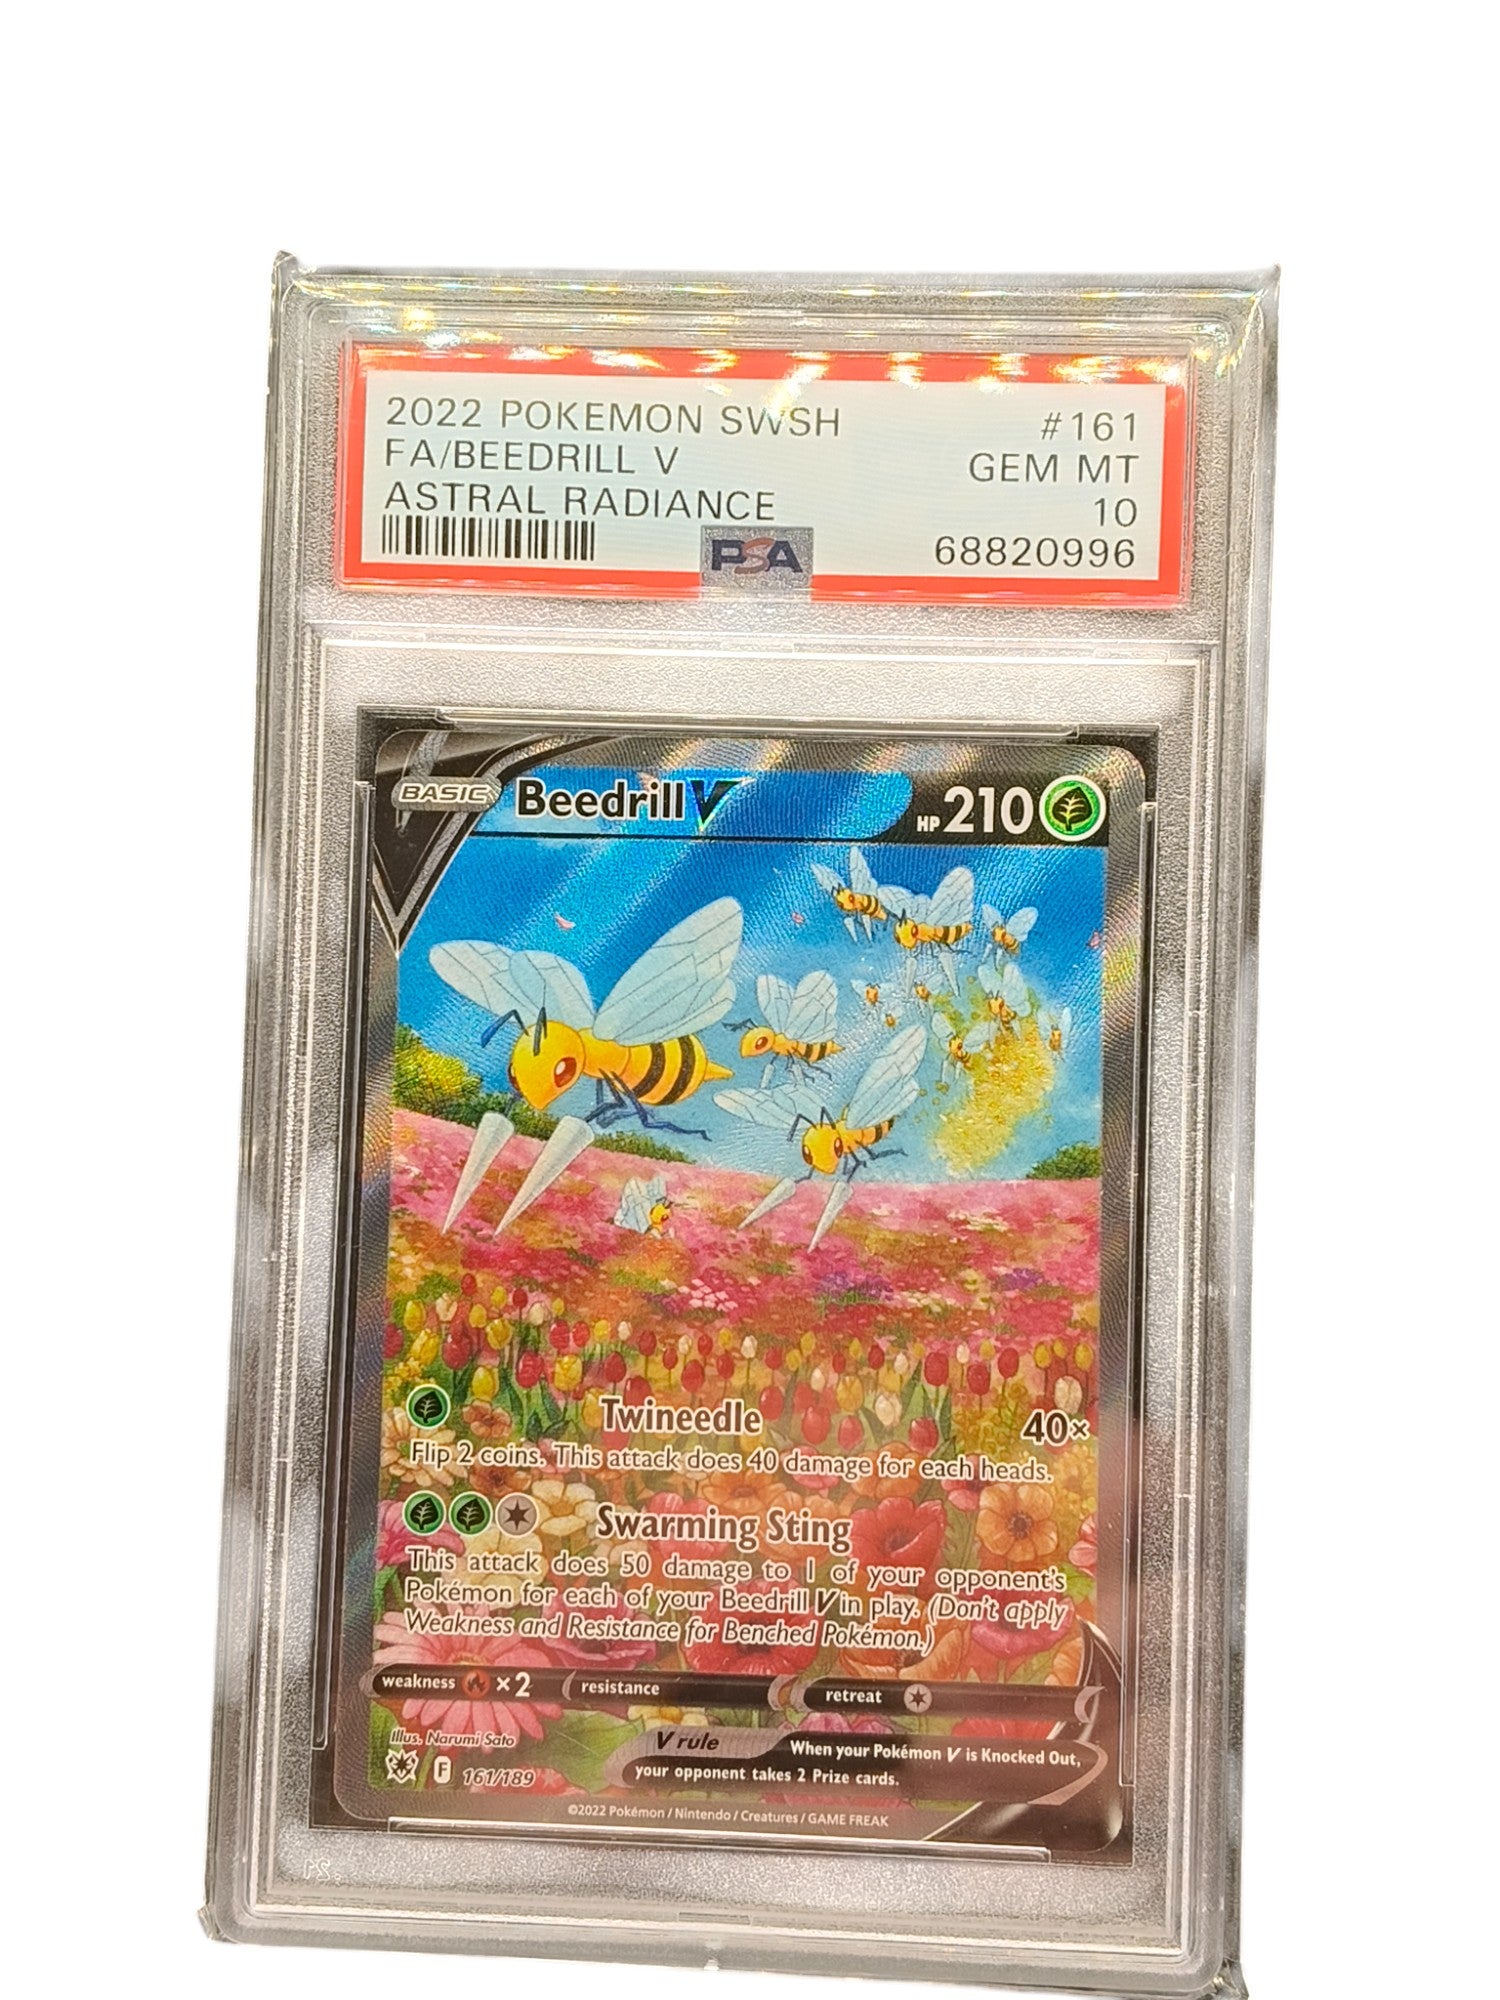 2022 POKEMON SWSH #161
FA/BEEDRILL V GEM MT
ASTRAL RADIANCE 10
PSA 68820996
BASIC Beedrill V HP 210
Twineedle 40×
Flip 2 coins. This attack does 40 damage for each heads.
Swarming Sting
This attack does 50 damage to 1 of your opponent's
Pokémon for each of your Beedrill V in play. (Don't apply
Weakness and Resistance for Benched Pokémon.)
weakness ×2 resistance retreat
Illus. Narumi Sato
V rule When your Pokémon V is Knocked Out,
your opponent takes 2 Prize cards.
F 161/189
©2022 Pokémon / Nintendo / Creatures / GAME FREAK